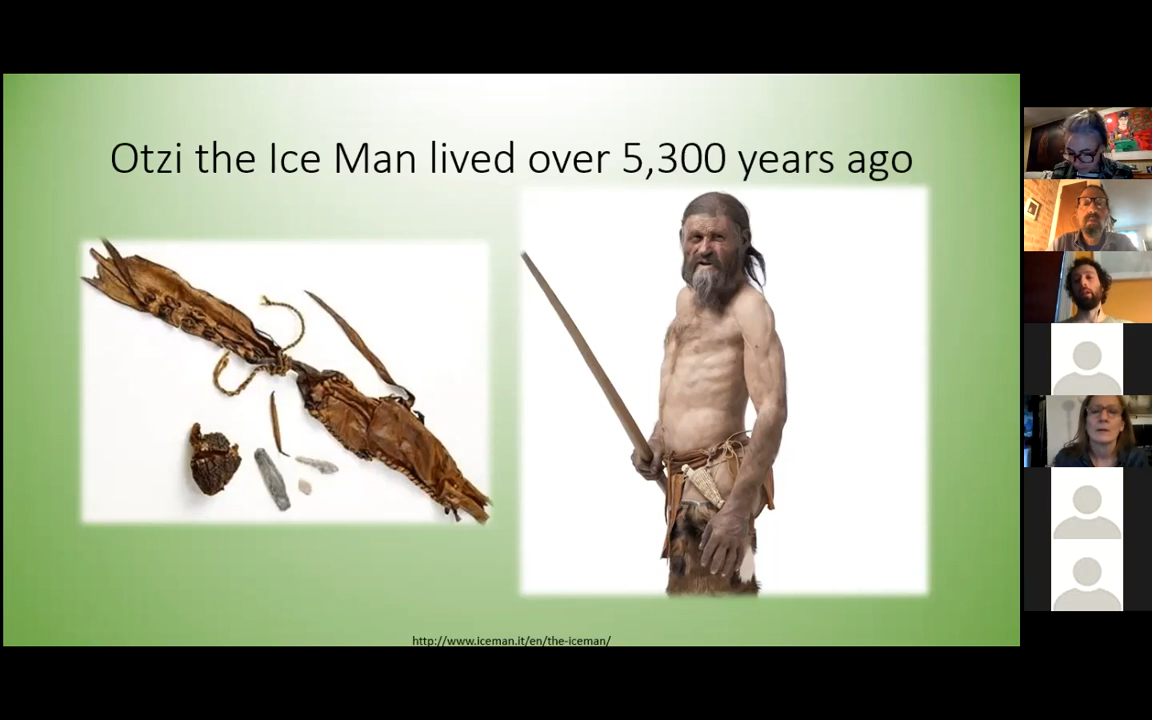 Otzi the Ice Man lived over 5,300 years ago
http://www.iceman.it/en/the-iceman/